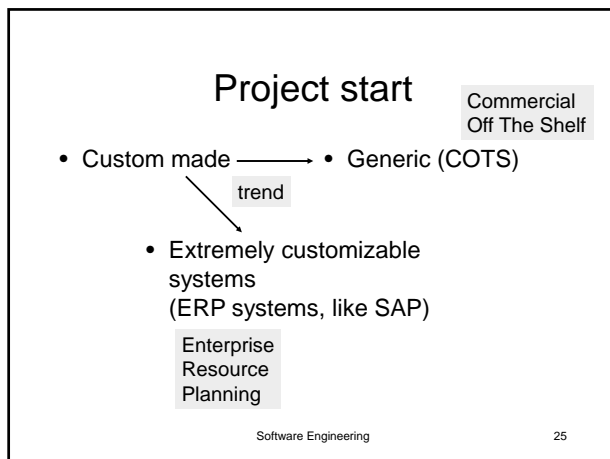 Project start
Commercial
Off The Shelf
• Custom made
• Generic (COTS)
trend
• Extremely customizable
systems
(ERP systems, like SAP)
Enterprise
Resource
Planning
Software Engineering
25